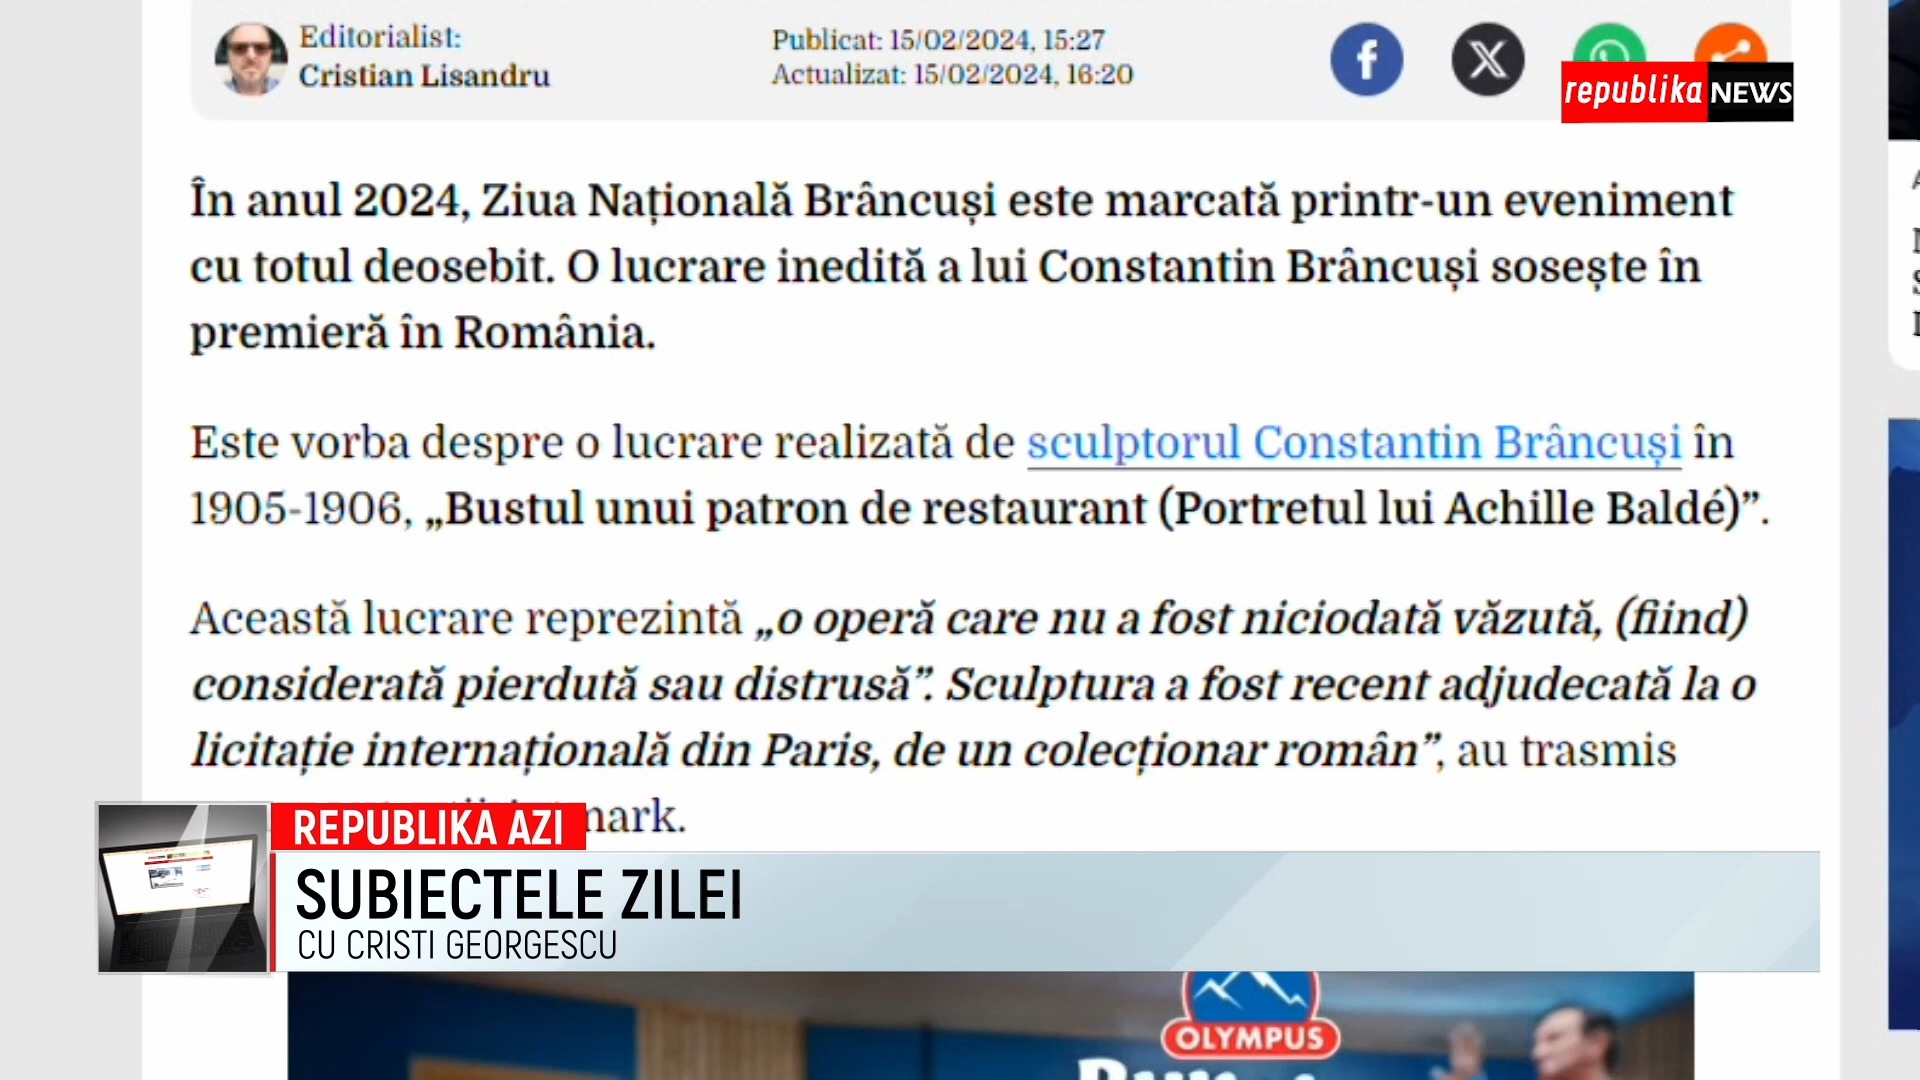 Editorialist:
Cristian Lisandru
Publicat: 15/02/2024, 15:27
Actualizat: 15/02/2024, 16:20
republika NEWS
În anul 2024, Ziua Națională Brâncuși este marcată printr-un eveniment
cu totul deosebit. O lucrare inedită a lui Constantin Brâncuși sosește în
premieră în România.
Este vorba despre o lucrare realizată de sculptorul Constantin Brâncuși în
1905-1906, „Bustul unui patron de restaurant (Portretul lui Achille Baldé)”.
Această lucrare reprezintă „o operă care nu a fost niciodată văzută, (fiind)
considerată pierdută sau distrusă”. Sculptura a fost recent adjudecată la o
licitație internațională din Paris, de un colecționar român”, au trasmis
REPUBLIKA AZI
SUBIECTELE ZILEI
CU CRISTI GEORGESCU
OLYMPUS